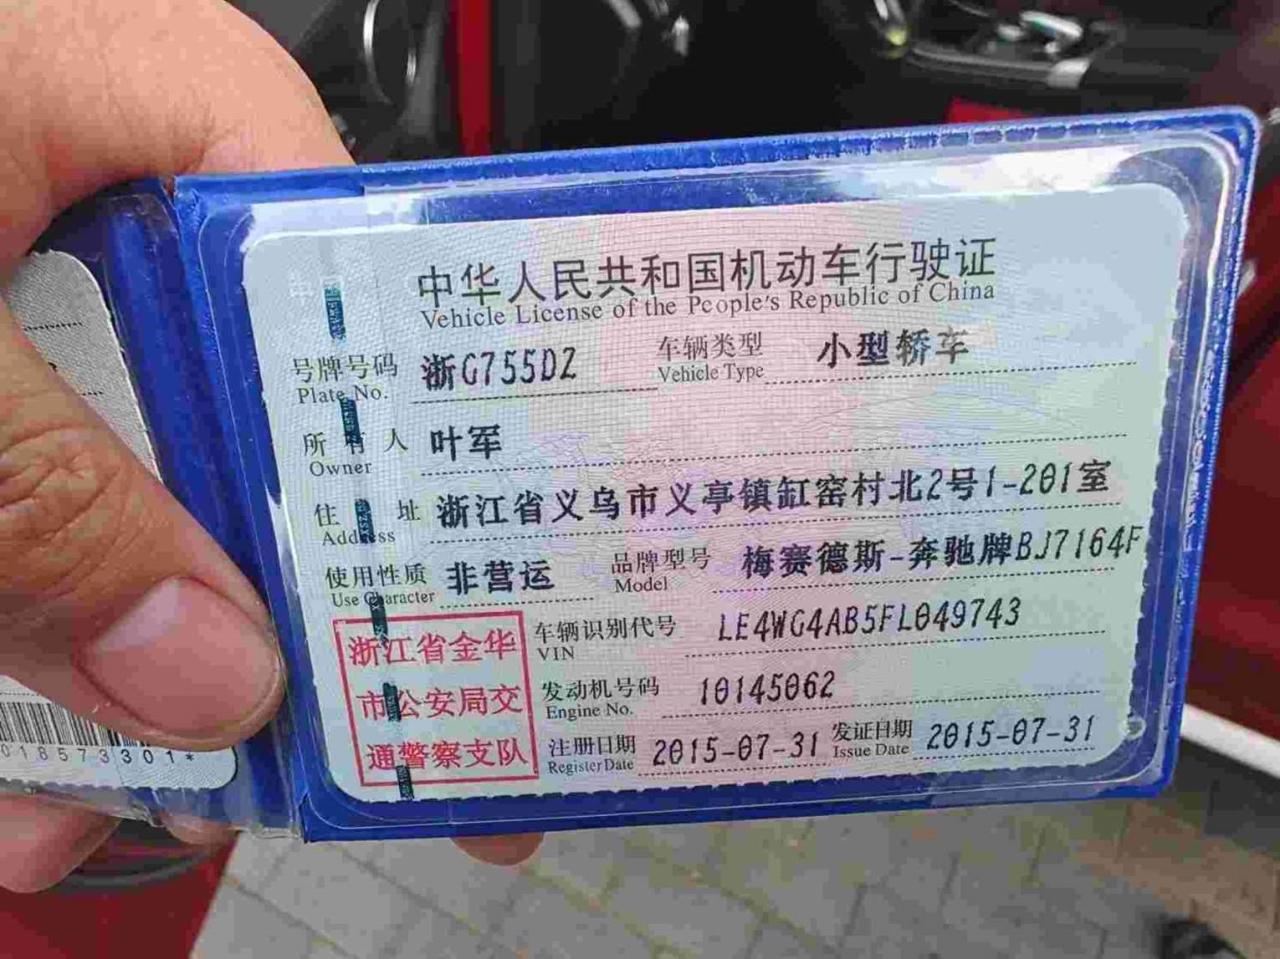 中华人民共和国机动车行驶证
Vehicle License of the People's Republic of China
号牌号码 浙G755DZ 车辆类型 小型轿车
Plate No. Vehicle Type
所有人 叶军
Owner
住址 浙江省义乌市义亭镇缸窑村北2号1-201室
Address
使用性质 非营运 品牌型号 梅赛德斯-奔驰牌BJ7164F
Use Character Model
浙江省金华 车辆识别代号 LE4WG4AB5FL049743
VIN
市公安局交 发动机号码 10145062
Engine No.
通警察支队 注册日期 2015-07-31 发证日期 2015-07-31
Register Date Issue Date
018573301*